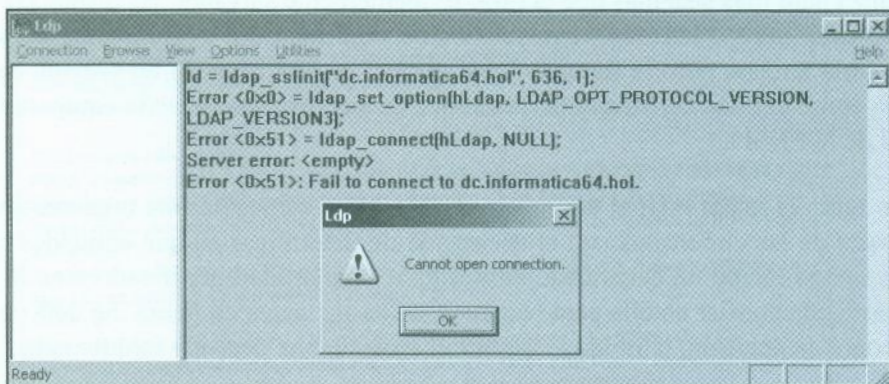 Ldp
Connection Browse View Options Utilities Help
ld = ldap_sslinit("dc.informatica64.hol", 636, 1);
Error <0x0> = ldap_set_option(hLdap, LDAP_OPT_PROTOCOL_VERSION,
LDAP_VERSION3);
Error <0x51> = ldap_connect(hLdap, NULL);
Server error: <empty>
Error <0x51>: Fail to connect to dc.informatica64.hol.
Ldp
Cannot open connection.
OK
Ready